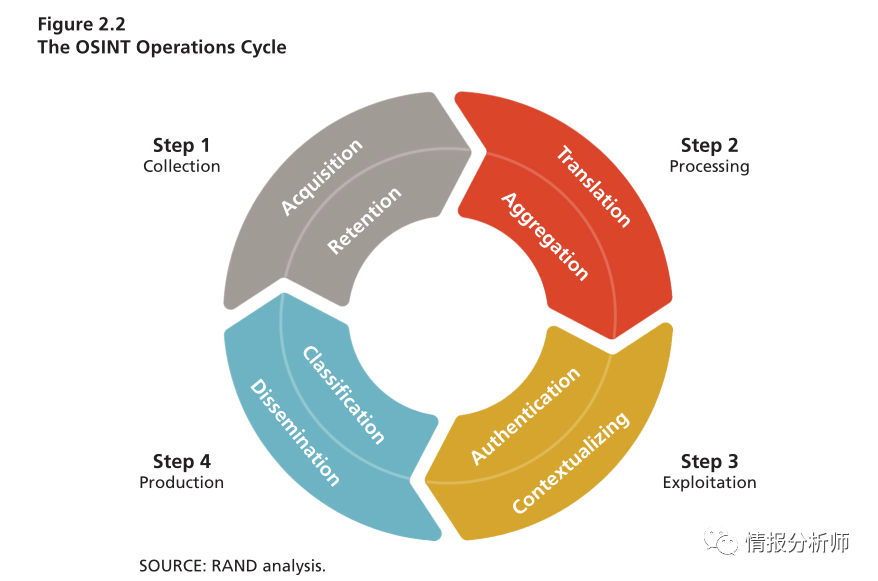 Figure 2.2
The OSINT Operations Cycle
Step 1
Collection
Acquisition
Retention
Step 2
Processing
Translation
Aggregation
Step 3
Exploitation
Authentication
Contextualizing
Step 4
Production
Classification
Dissemination
SOURCE: RAND analysis.
情报分析师